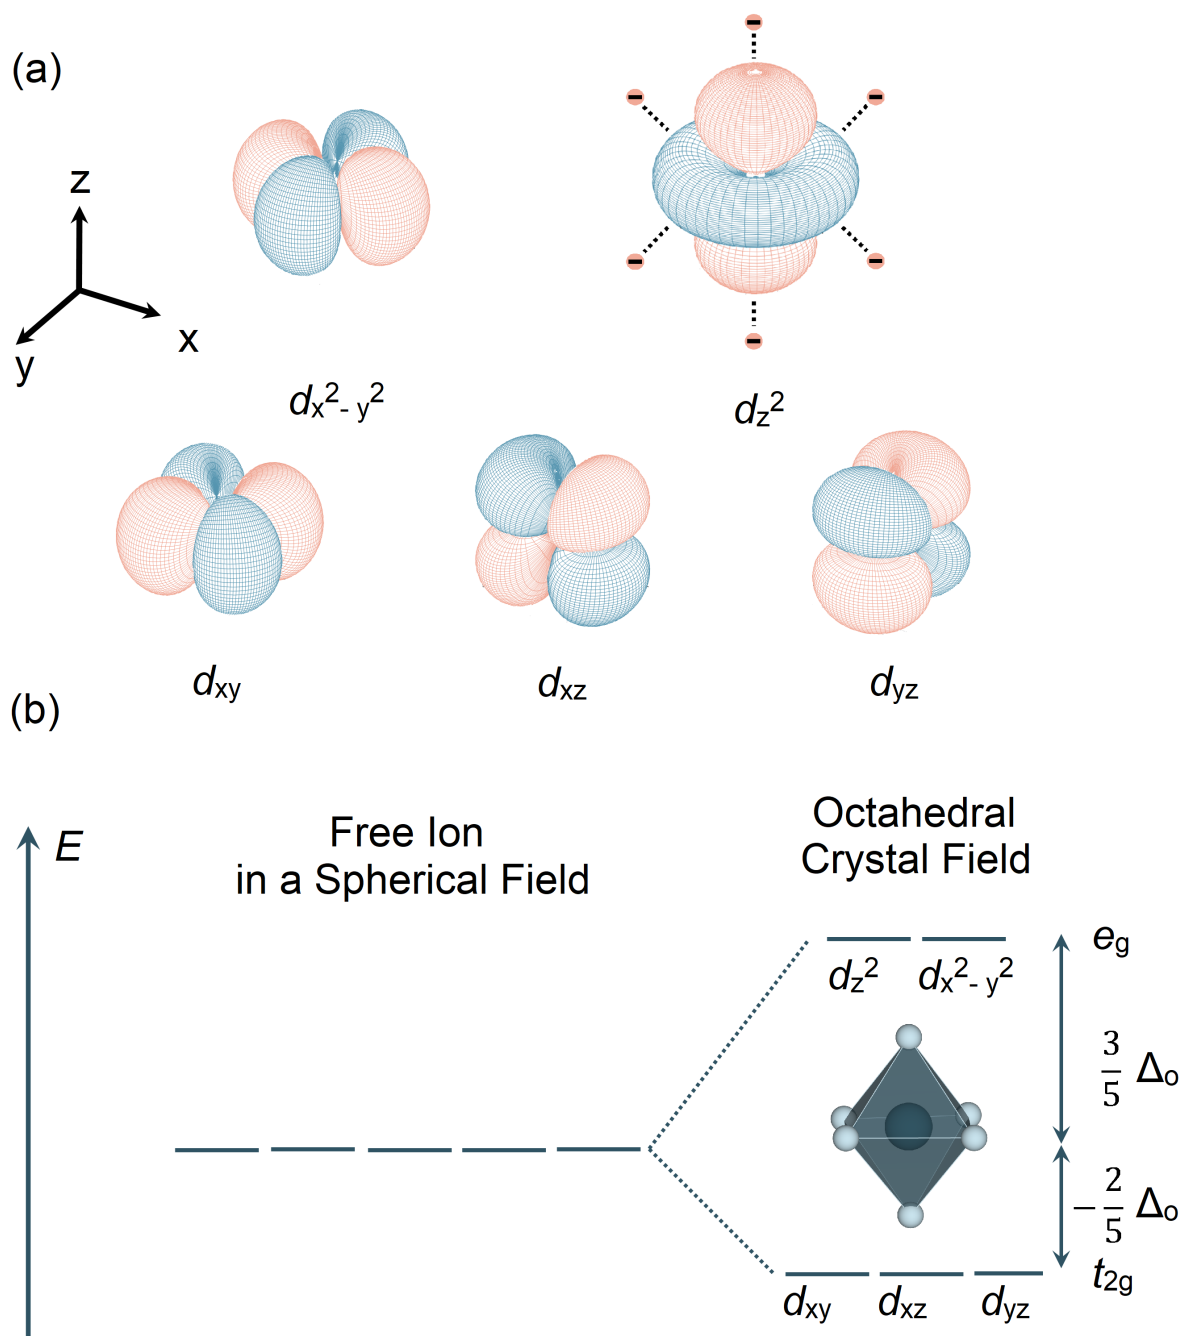 (a)
z
x
y
− − − − − −
dx²- y²
dz²
dxy
dxz
dyz
(b)
E
Free Ion
in a Spherical Field
Octahedral
Crystal Field
eg
dz² dx²- y²
3/5 Δo
−2/5 Δo
t2g
dxy dxz dyz